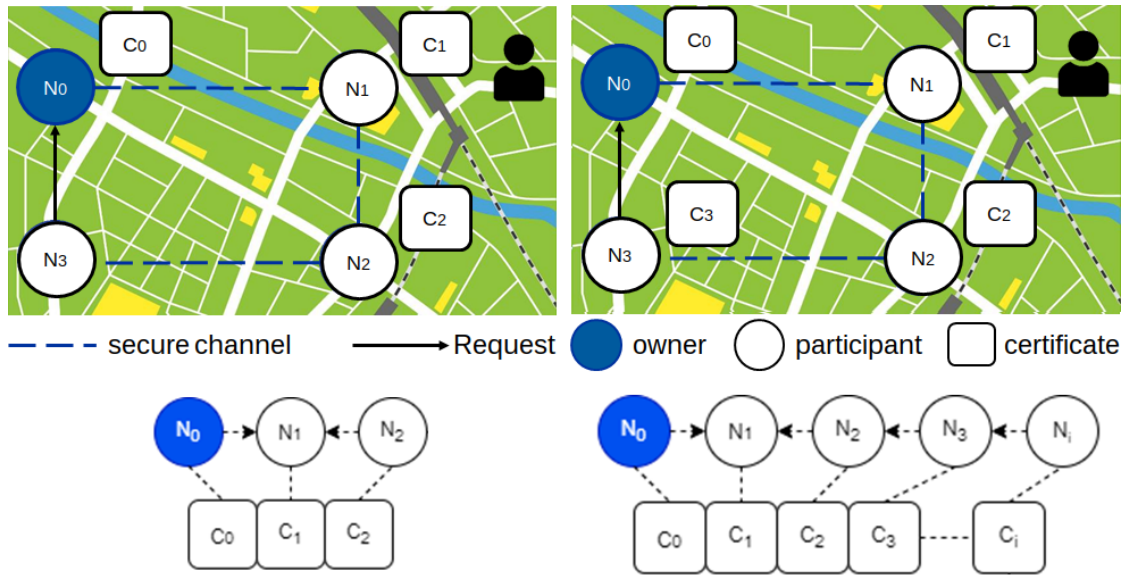 C0 C1 C0 C1
N0 N1 N0 N1
C2 C3 C2
N3 N2 N3 N2
secure channel Request owner participant certificate
N0 N1 N2 N0 N1 N2 N3 Ni
C0 C1 C2 C0 C1 C2 C3 Ci